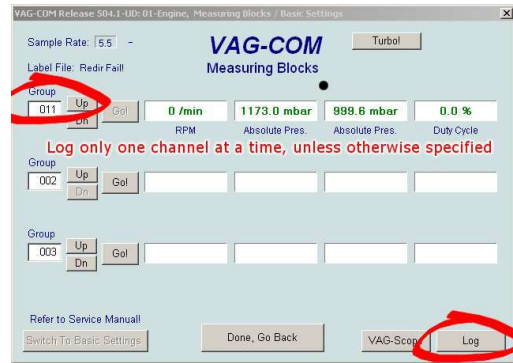 VAG-COM Release 504.1-UD: 01-Engine, Measuring Blocks / Basic Settings
Sample Rate: 5.5 -
VAG-COM
Turbo!
Label File: Redir Fail!
Measuring Blocks
Group
011 Up Dn Go! 0 /min 1173.0 mbar 999.6 mbar 0.0 %
RPM Absolute Pres. Absolute Pres. Duty Cycle
Log only one channel at a time, unless otherwise specified
Group
002 Up Dn Go!
Group
003 Up Dn Go!
Refer to Service Manual!
Switch To Basic Settings Done, Go Back VAG-Scope Log